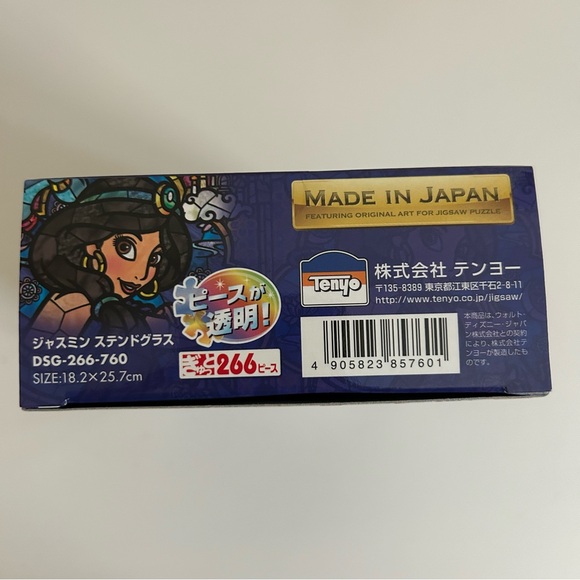 MADE IN JAPAN
FEATURING ORIGINAL ART FOR JIGSAW PUZZLE
Tenyo
株式会社 テンヨー
〒135-8389 東京都江東区千石2-8-11
http://www.tenyo.co.jp/jigsaw/
ピースが
透明!
ジャスミン ステンドグラス
DSG-266-760
SIZE:18.2×25.7cm
ぎゅっと
266ピース
4 905823 857601
本商品は、ウォルト・
ディズニー・ジャパ
ン株式会社との契約
により、株式会社テ
ンヨーが製造したも
のです。